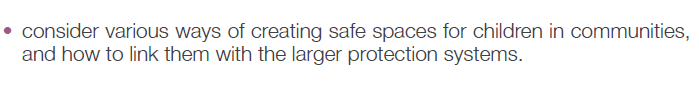 • consider various ways of creating safe spaces for children in communities,
and how to link them with the larger protection systems.